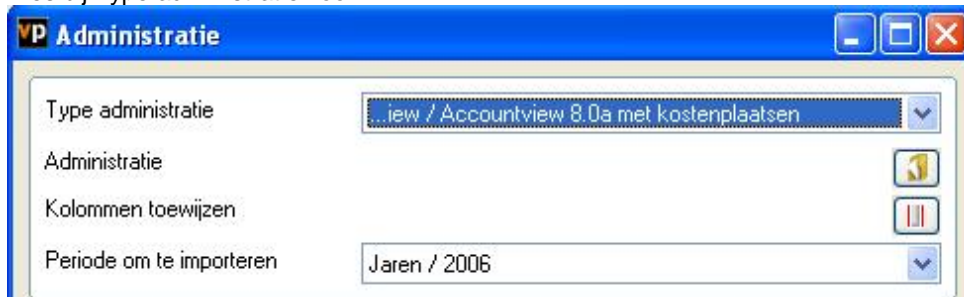 VP Administratie
Type administratie ...iew / Accountview 8.0a met kostenplaatsen
Administratie
Kolommen toewijzen
Periode om te importeren Jaren / 2006